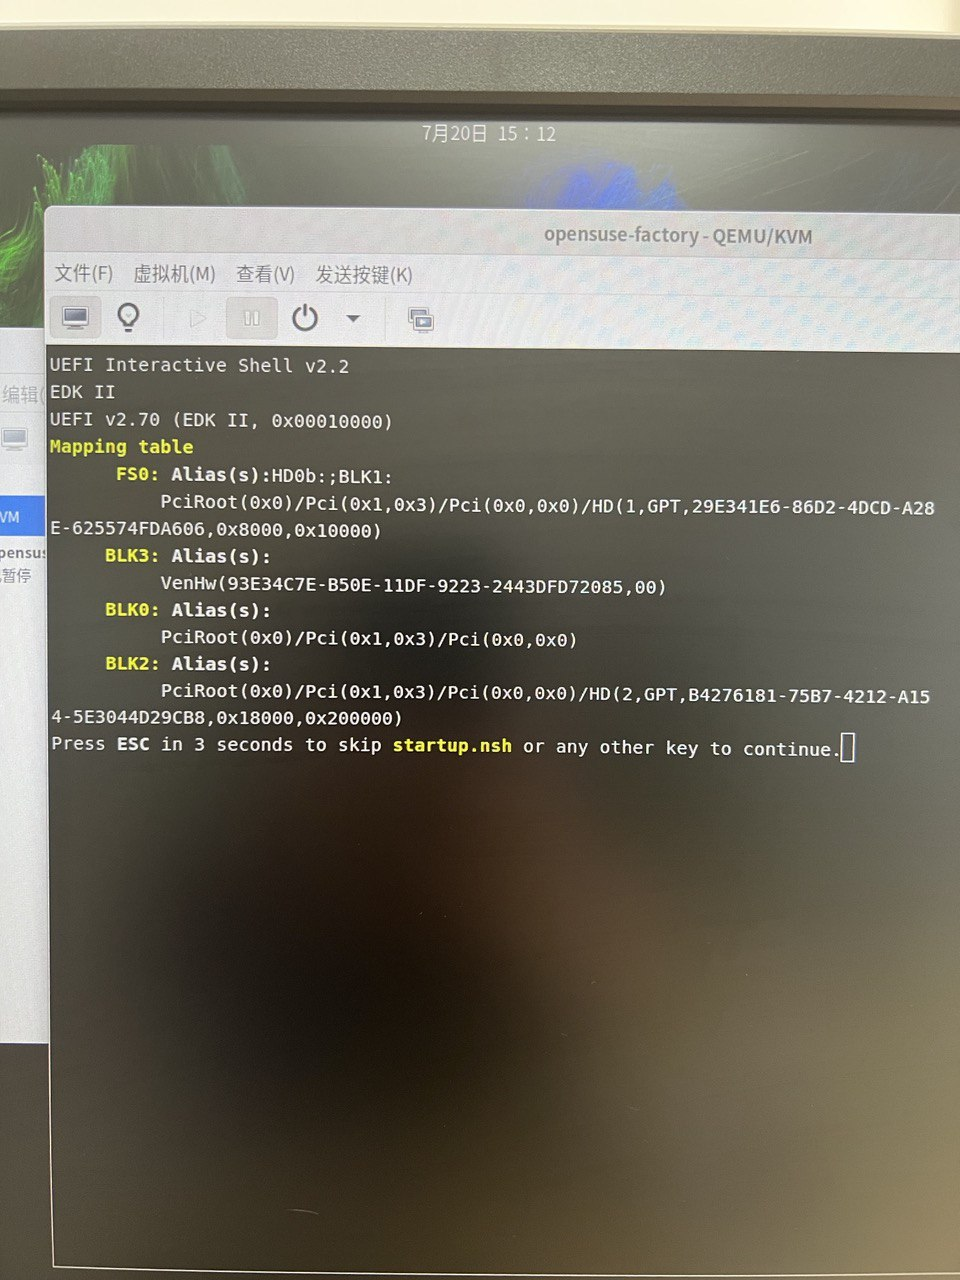 7月20日 15：12
opensuse-factory - QEMU/KVM
文件(F) 虚拟机(M) 查看(V) 发送按键(K)
编辑(
VM
pensus
暂停
UEFI Interactive Shell v2.2
EDK II
UEFI v2.70 (EDK II, 0x00010000)
Mapping table
FS0: Alias(s):HD0b:;BLK1:
PciRoot(0x0)/Pci(0x1,0x3)/Pci(0x0,0x0)/HD(1,GPT,29E341E6-86D2-4DCD-A28
E-625574FDA606,0x8000,0x10000)
BLK3: Alias(s):
VenHw(93E34C7E-B50E-11DF-9223-2443DFD72085,00)
BLK0: Alias(s):
PciRoot(0x0)/Pci(0x1,0x3)/Pci(0x0,0x0)
BLK2: Alias(s):
PciRoot(0x0)/Pci(0x1,0x3)/Pci(0x0,0x0)/HD(2,GPT,B4276181-75B7-4212-A15
4-5E3044D29CB8,0x18000,0x200000)
Press ESC in 3 seconds to skip startup.nsh or any other key to continue.